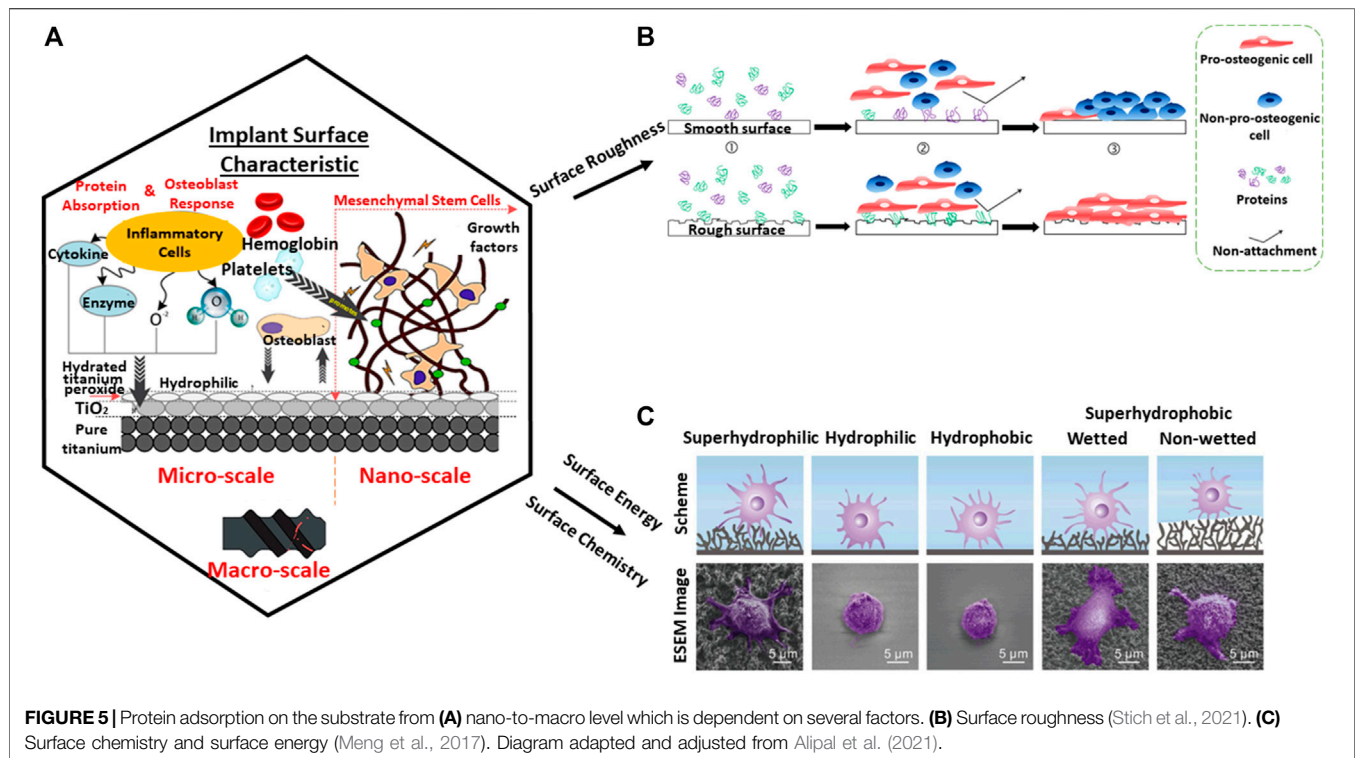 A
Implant Surface
Characteristic
Protein
Absorption
&
Osteoblast
Response
Inflammatory
Cells
Cytokine
Enzyme
O-2
O
H
H
Hemoglobin
Platelets
protein
Mesenchymal Stem Cells
Growth
factors
Osteoblast
Hydrated
titanium
peroxide
Hydrophilic
TiO2
Pure
titanium
Micro-scale
Nano-scale
Macro-scale
Surface Roughness
Surface Energy
Surface Chemistry
B
Smooth surface
①
②
③
Rough surface
Pro-osteogenic cell
Non-pro-osteogenic
cell
Proteins
Non-attachment
C
Superhydrophobic
Superhydrophilic Hydrophilic Hydrophobic Wetted Non-wetted
Scheme
ESEM Image
5 μm
5 μm
5 μm
5 μm
5 μm
FIGURE 5 | Protein adsorption on the substrate from (A) nano-to-macro level which is dependent on several factors. (B) Surface roughness (Stich et al., 2021). (C)
Surface chemistry and surface energy (Meng et al., 2017). Diagram adapted and adjusted from Alipal et al. (2021).